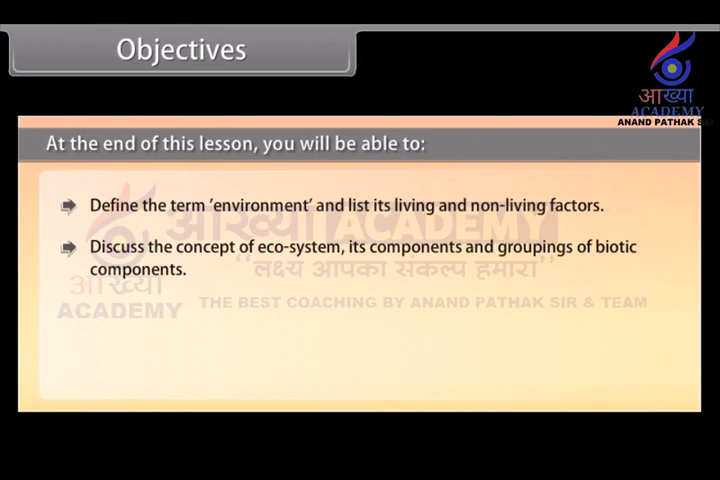 Objectives
आख्या
ACADEMY
ANAND PATHAK SIR
At the end of this lesson, you will be able to:
Define the term 'environment' and list its living and non-living factors.
आख्या ACADEMY
Discuss the concept of eco-system, its components and groupings of biotic
components.
“लक्ष्य आपका संकल्प हमारा”
आख्या
ACADEMY
THE BEST COACHING BY ANAND PATHAK SIR & TEAM